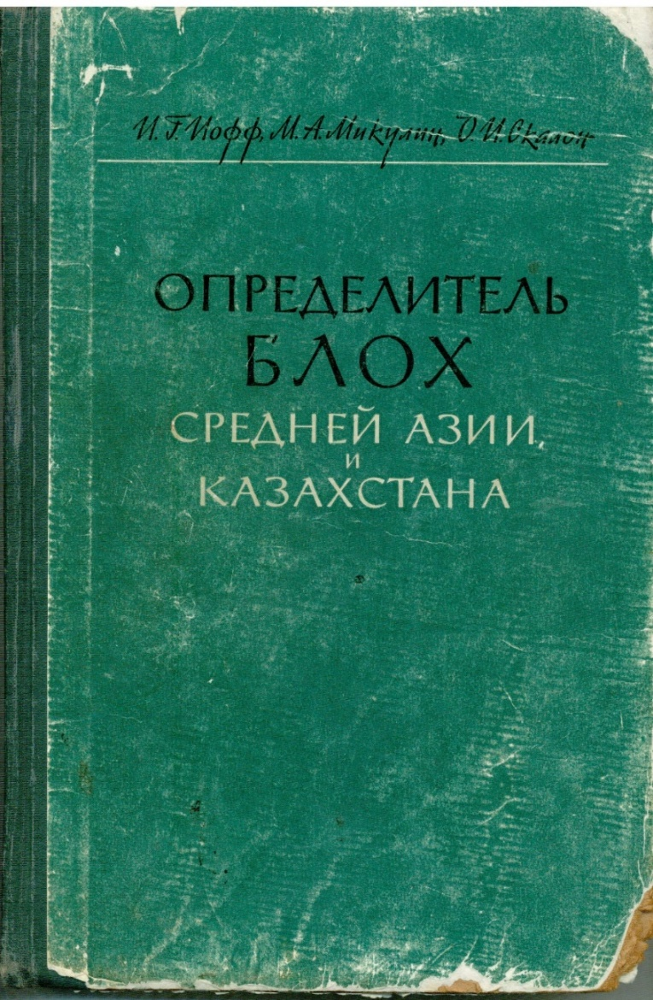 И. Г. Иофф, М. А. Микулин, О. И. Скалон
ОПРЕДЕЛИТЕЛЬ
БЛОХ
СРЕДНЕЙ АЗИИ
И
КАЗАХСТАНА